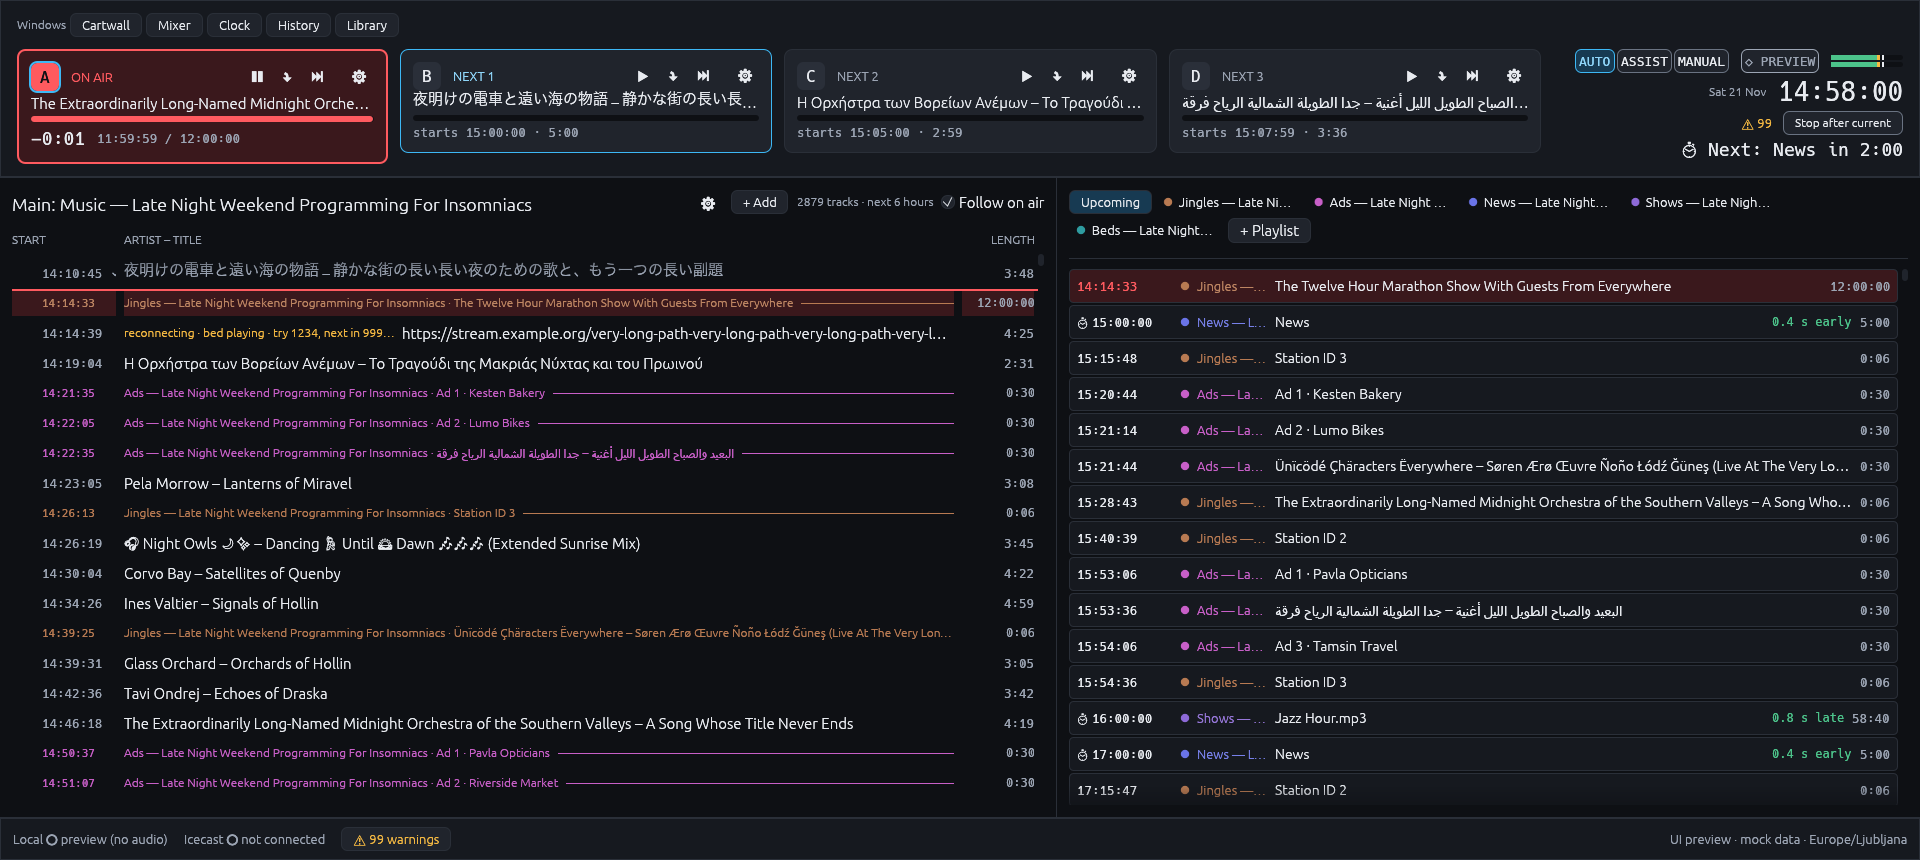 Windows Cartwall Mixer Clock History Library
A ON AIR
The Extraordinarily Long-Named Midnight Orche...
−0:01 11:59:59 / 12:00:00
B NEXT 1
夜明けの電車と遠い海の物語 – 静かな街の長い長...
starts 15:00:00 · 5:00
C NEXT 2
Η Ορχήστρα των Βορείων Ανέμων – Το Τραγούδι ...
starts 15:05:00 · 2:59
D NEXT 3
الصباح الطويل الليل أغنية – جدا الطويلة الشمالية الرياح فرقة...
starts 15:07:59 · 3:36
AUTO ASSIST MANUAL ◇ PREVIEW
Sat 21 Nov 14:58:00
⚠ 99 Stop after current
Next: News in 2:00
Main: Music — Late Night Weekend Programming For Insomniacs + Add 2879 tracks · next 6 hours Follow on air
START ARTIST – TITLE LENGTH
14:10:45 夜明けの電車と遠い海の物語 – 静かな街の長い長い夜のための歌と、もう一つの長い副題 3:48
14:14:33 Jingles — Late Night Weekend Programming For Insomniacs · The Twelve Hour Marathon Show With Guests From Everywhere 12:00:00
14:14:39 reconnecting · bed playing · try 1234, next in 999... https://stream.example.org/very-long-path-very-long-path-very-long-path-very-l... 4:25
14:19:04 Η Ορχήστρα των Βορείων Ανέμων – Το Τραγούδι της Μακριάς Νύχτας και του Πρωινού 2:31
14:21:35 Ads — Late Night Weekend Programming For Insomniacs · Ad 1 · Kesten Bakery 0:30
14:22:05 Ads — Late Night Weekend Programming For Insomniacs · Ad 2 · Lumo Bikes 0:30
14:22:35 Ads — Late Night Weekend Programming For Insomniacs · البعيد والصباح الطويل الليل أغنية – جدا الطويلة الشمالية الرياح فرقة 0:30
14:23:05 Pela Morrow – Lanterns of Miravel 3:08
14:26:13 Jingles — Late Night Weekend Programming For Insomniacs · Station ID 3 0:06
14:26:19 🎧 Night Owls 🌙✨ – Dancing 💃 Until 🌅 Dawn 🎶🎶🎶 (Extended Sunrise Mix) 3:45
14:30:04 Corvo Bay – Satellites of Quenby 4:22
14:34:26 Ines Valtier – Signals of Hollin 4:59
14:39:25 Jingles — Late Night Weekend Programming For Insomniacs · Ünïcödé Çhäracters Ëverywhere – Søren Ærø Œuvre Ñoño Łódź Ğüneş (Live At The Very Lon... 0:06
14:39:31 Glass Orchard – Orchards of Hollin 3:05
14:42:36 Tavi Ondrej – Echoes of Draska 3:42
14:46:18 The Extraordinarily Long-Named Midnight Orchestra of the Southern Valleys – A Song Whose Title Never Ends 4:19
14:50:37 Ads — Late Night Weekend Programming For Insomniacs · Ad 1 · Pavla Opticians 0:30
14:51:07 Ads — Late Night Weekend Programming For Insomniacs · Ad 2 · Riverside Market 0:30
Upcoming Jingles — Late Ni... Ads — Late Night ... News — Late Night... Shows — Late Nigh...
Beds — Late Night... + Playlist
14:14:33 Jingles —... The Twelve Hour Marathon Show With Guests From Everywhere 12:00:00
15:00:00 News — L... News 0.4 s early 5:00
15:15:48 Jingles —... Station ID 3 0:06
15:20:44 Ads — La... Ad 1 · Kesten Bakery 0:30
15:21:14 Ads — La... Ad 2 · Lumo Bikes 0:30
15:21:44 Ads — La... Ünïcödé Çhäracters Ëverywhere – Søren Ærø Œuvre Ñoño Łódź Ğüneş (Live At The Very Lo... 0:30
15:28:43 Jingles —... The Extraordinarily Long-Named Midnight Orchestra of the Southern Valleys – A Song Who... 0:06
15:40:39 Jingles —... Station ID 2 0:06
15:53:06 Ads — La... Ad 1 · Pavla Opticians 0:30
15:53:36 Ads — La... البعيد والصباح الطويل الليل أغنية – جدا الطويلة الشمالية الرياح فرقة 0:30
15:54:06 Ads — La... Ad 3 · Tamsin Travel 0:30
15:54:36 Jingles —... Station ID 3 0:06
16:00:00 Shows — ... Jazz Hour.mp3 0.8 s late 58:40
17:00:00 News — L... News 0.4 s early 5:00
17:15:47 Jingles —... Station ID 2 0:06
Local preview (no audio) Icecast not connected ⚠ 99 warnings UI preview · mock data · Europe/Ljubljana